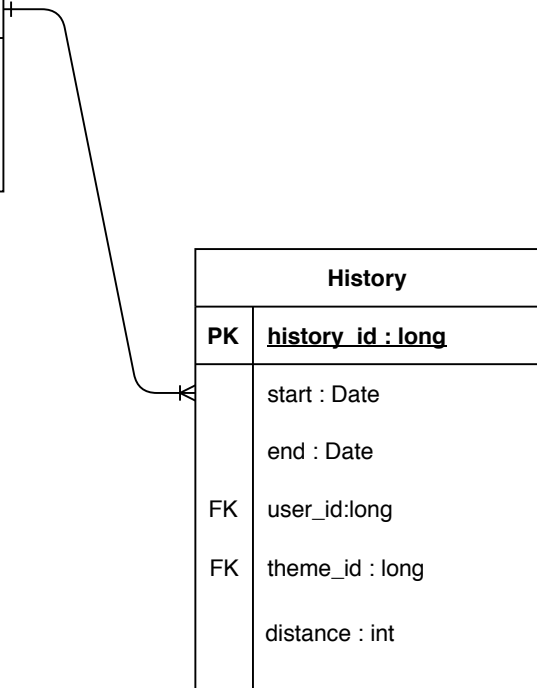 History
PK history_id : long
start : Date
end : Date
FK user_id:long
FK theme_id : long
distance : int